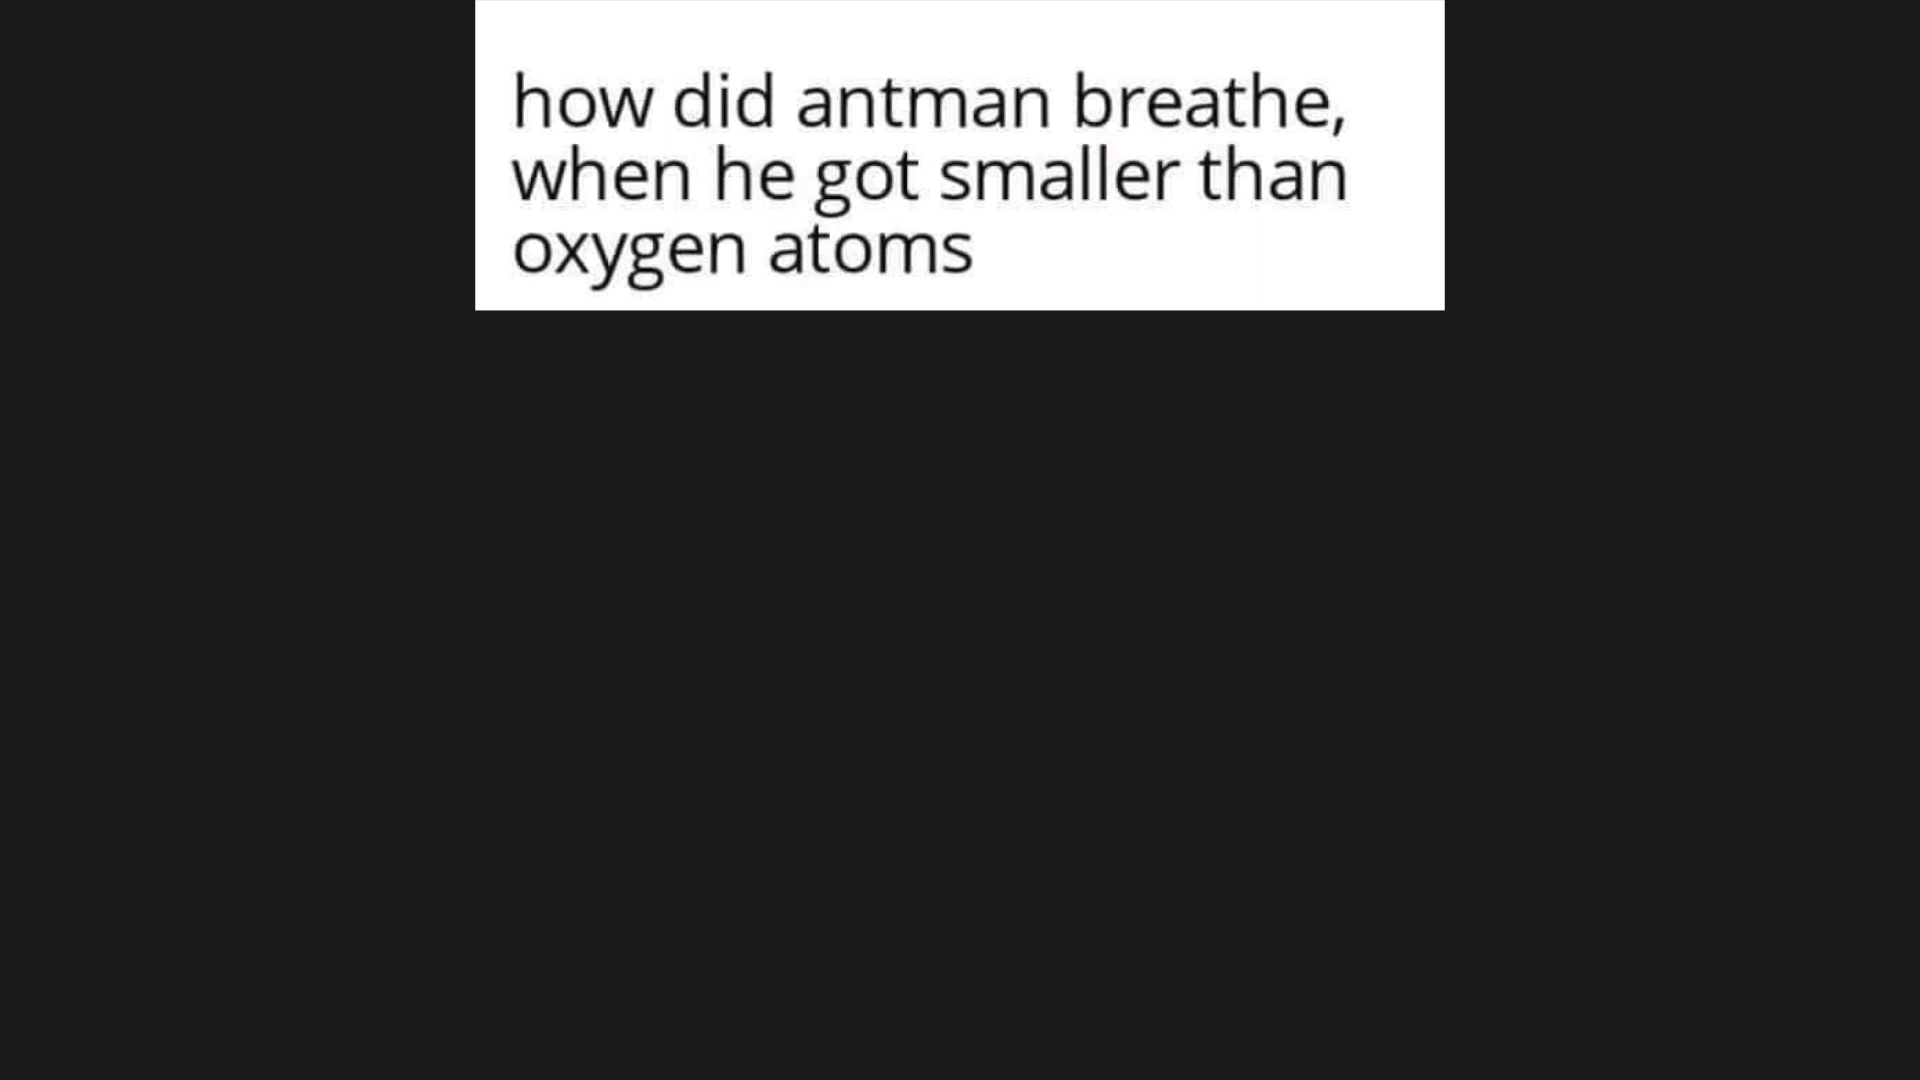 how did antman breathe,
when he got smaller than
oxygen atoms